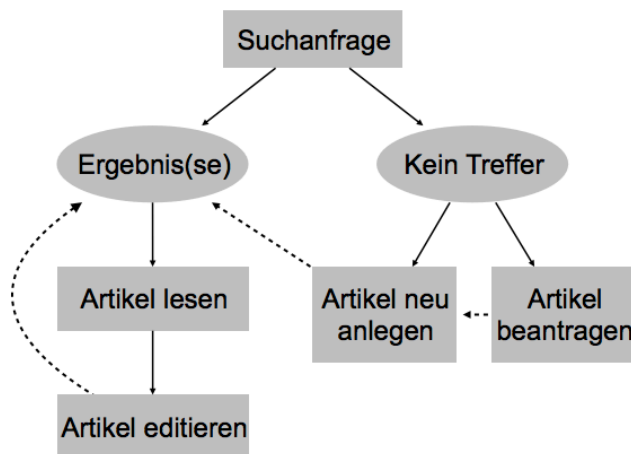 Suchanfrage
Ergebnis(se)
Kein Treffer
Artikel lesen
Artikel neu
anlegen
Artikel
beantragen
Artikel editieren